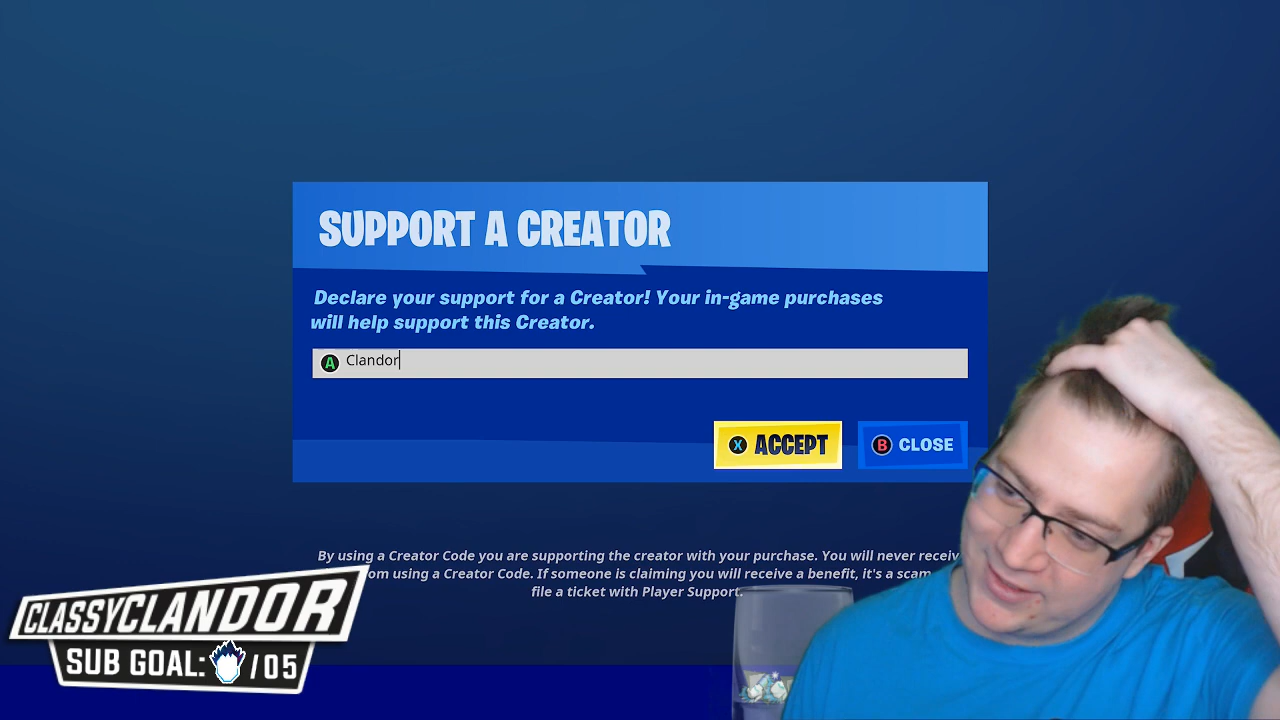 SUPPORT A CREATOR
Declare your support for a Creator! Your in-game purchases
will help support this Creator.
A Clandor
X ACCEPT
B CLOSE
By using a Creator Code you are supporting the creator with your purchase. You will never
om using a Creator Code. If someone is claiming you will receive a benefit, it's a scam
file a ticket with Player Support.
CLASSYCLANDOR
SUB GOAL: /05